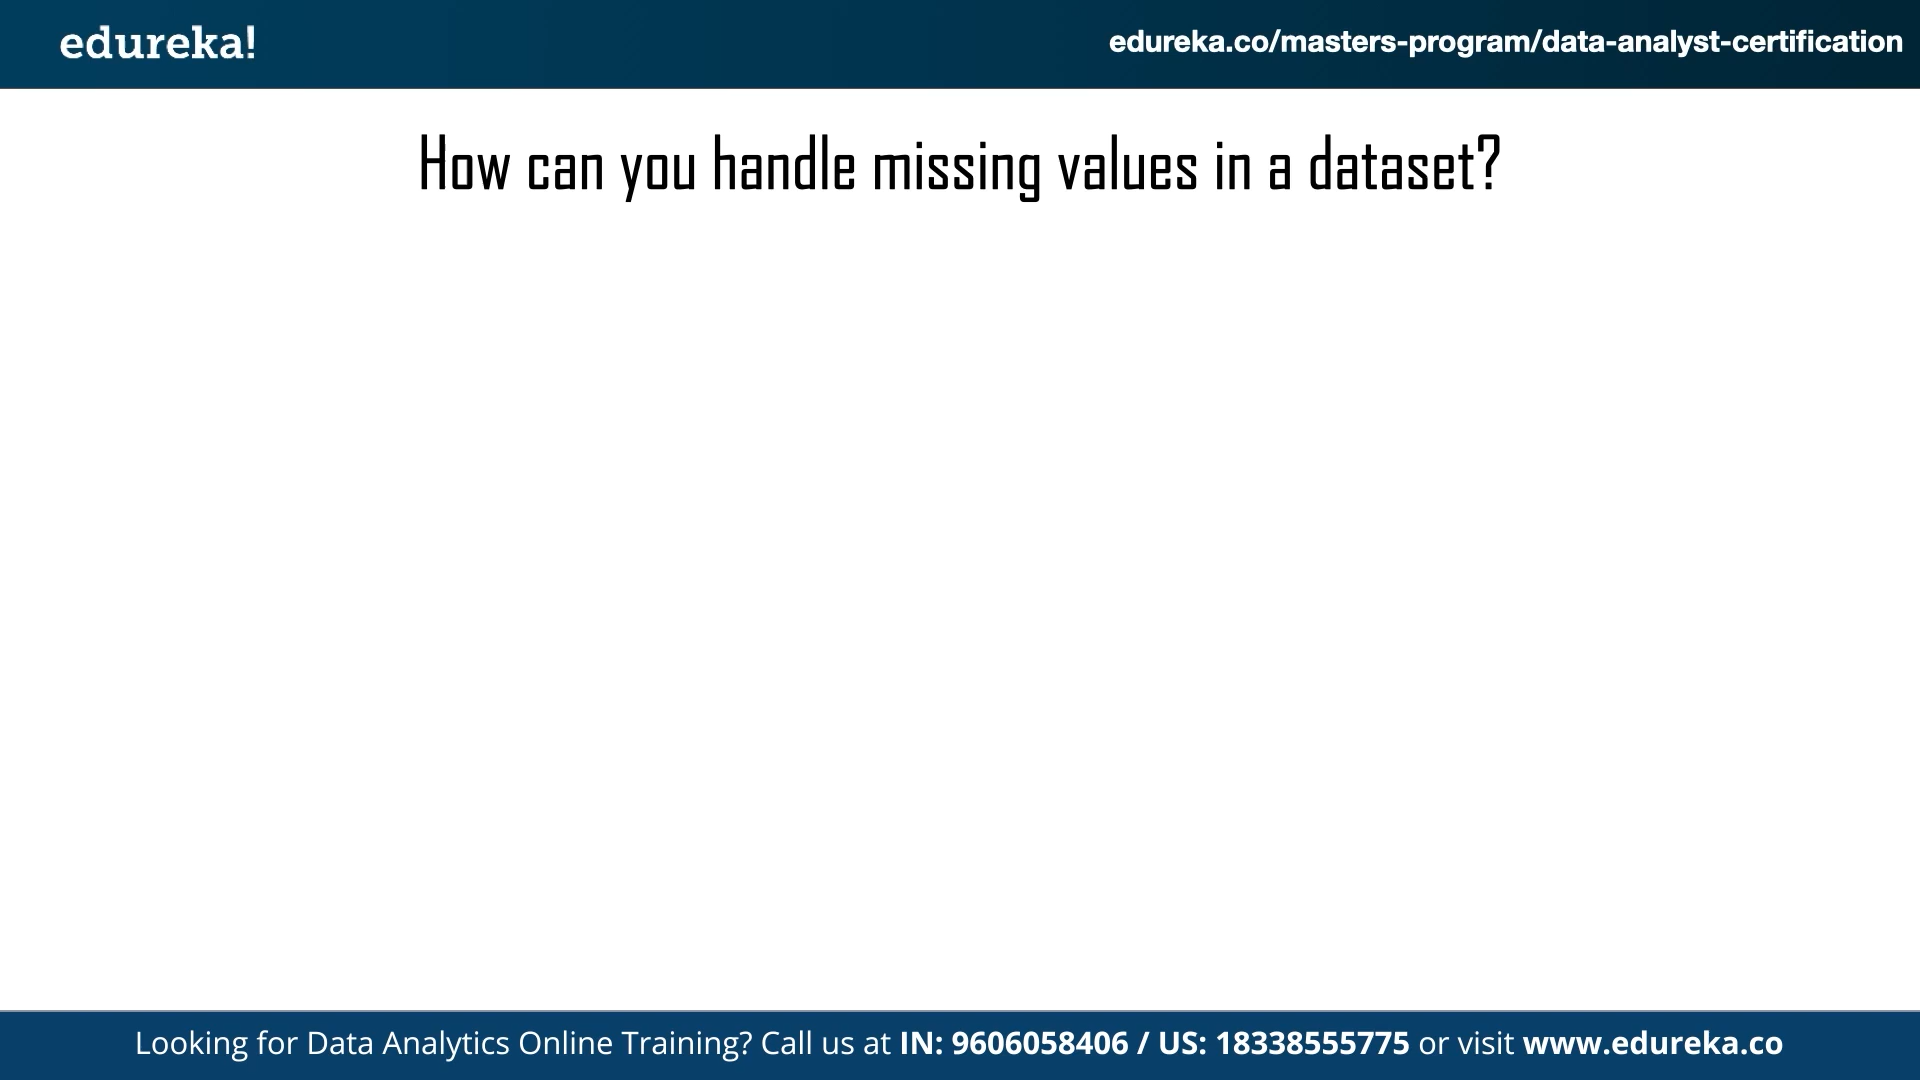 edureka!
edureka.co/masters-program/data-analyst-certification
How can you handle missing values in a dataset?
Looking for Data Analytics Online Training? Call us at IN: 9606058406 / US: 18338555775 or visit www.edureka.co